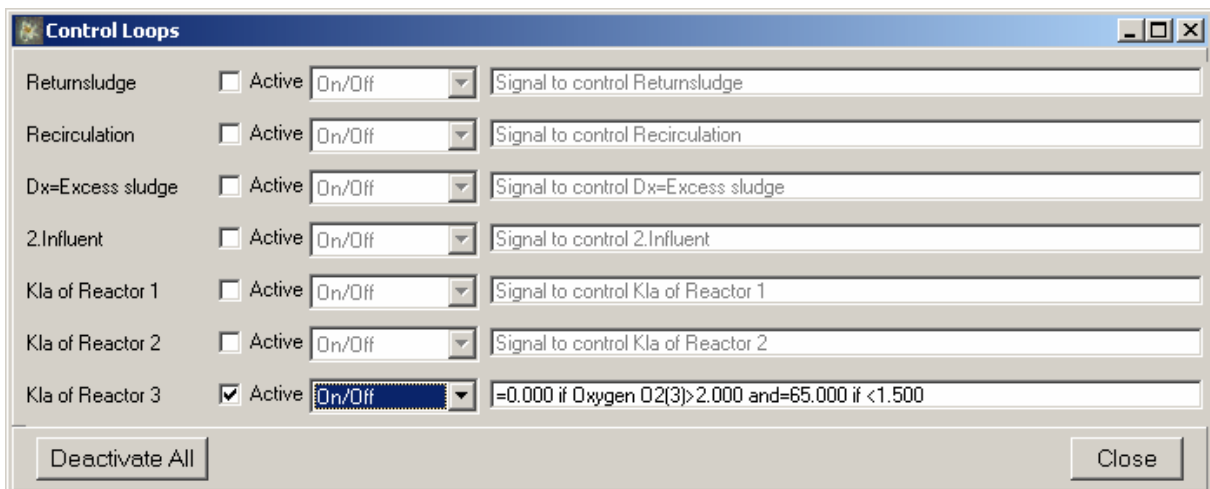 Control Loops
Returnsludge Active On/Off Signal to control Returnsludge
Recirculation Active On/Off Signal to control Recirculation
Dx=Excess sludge Active On/Off Signal to control Dx=Excess sludge
2.Influent Active On/Off Signal to control 2.Influent
Kla of Reactor 1 Active On/Off Signal to control Kla of Reactor 1
Kla of Reactor 2 Active On/Off Signal to control Kla of Reactor 2
Kla of Reactor 3 Active On/Off =0.000 if Oxygen O2(3)>2.000 and=65.000 if <1.500
Deactivate All Close